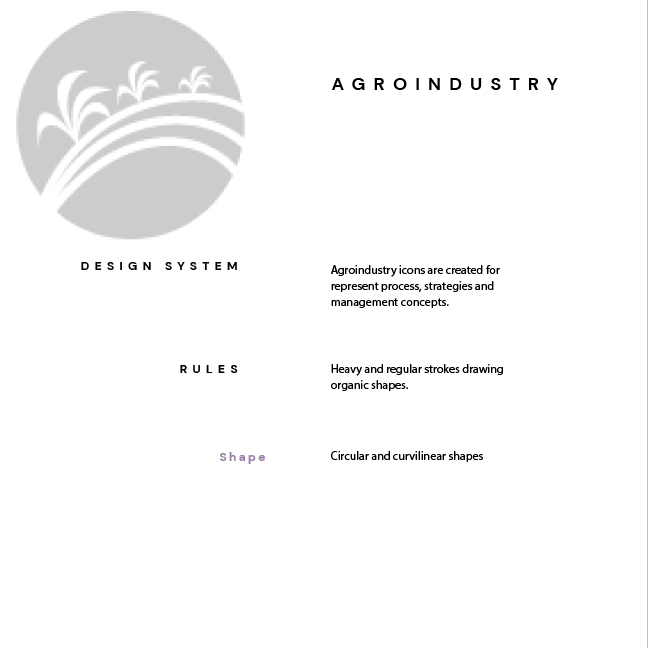 AGROINDUSTRY
DESIGN SYSTEM
Agroindustry icons are created for
represent process, strategies and
management concepts.
RULES
Heavy and regular strokes drawing
organic shapes.
Shape
Circular and curvilinear shapes